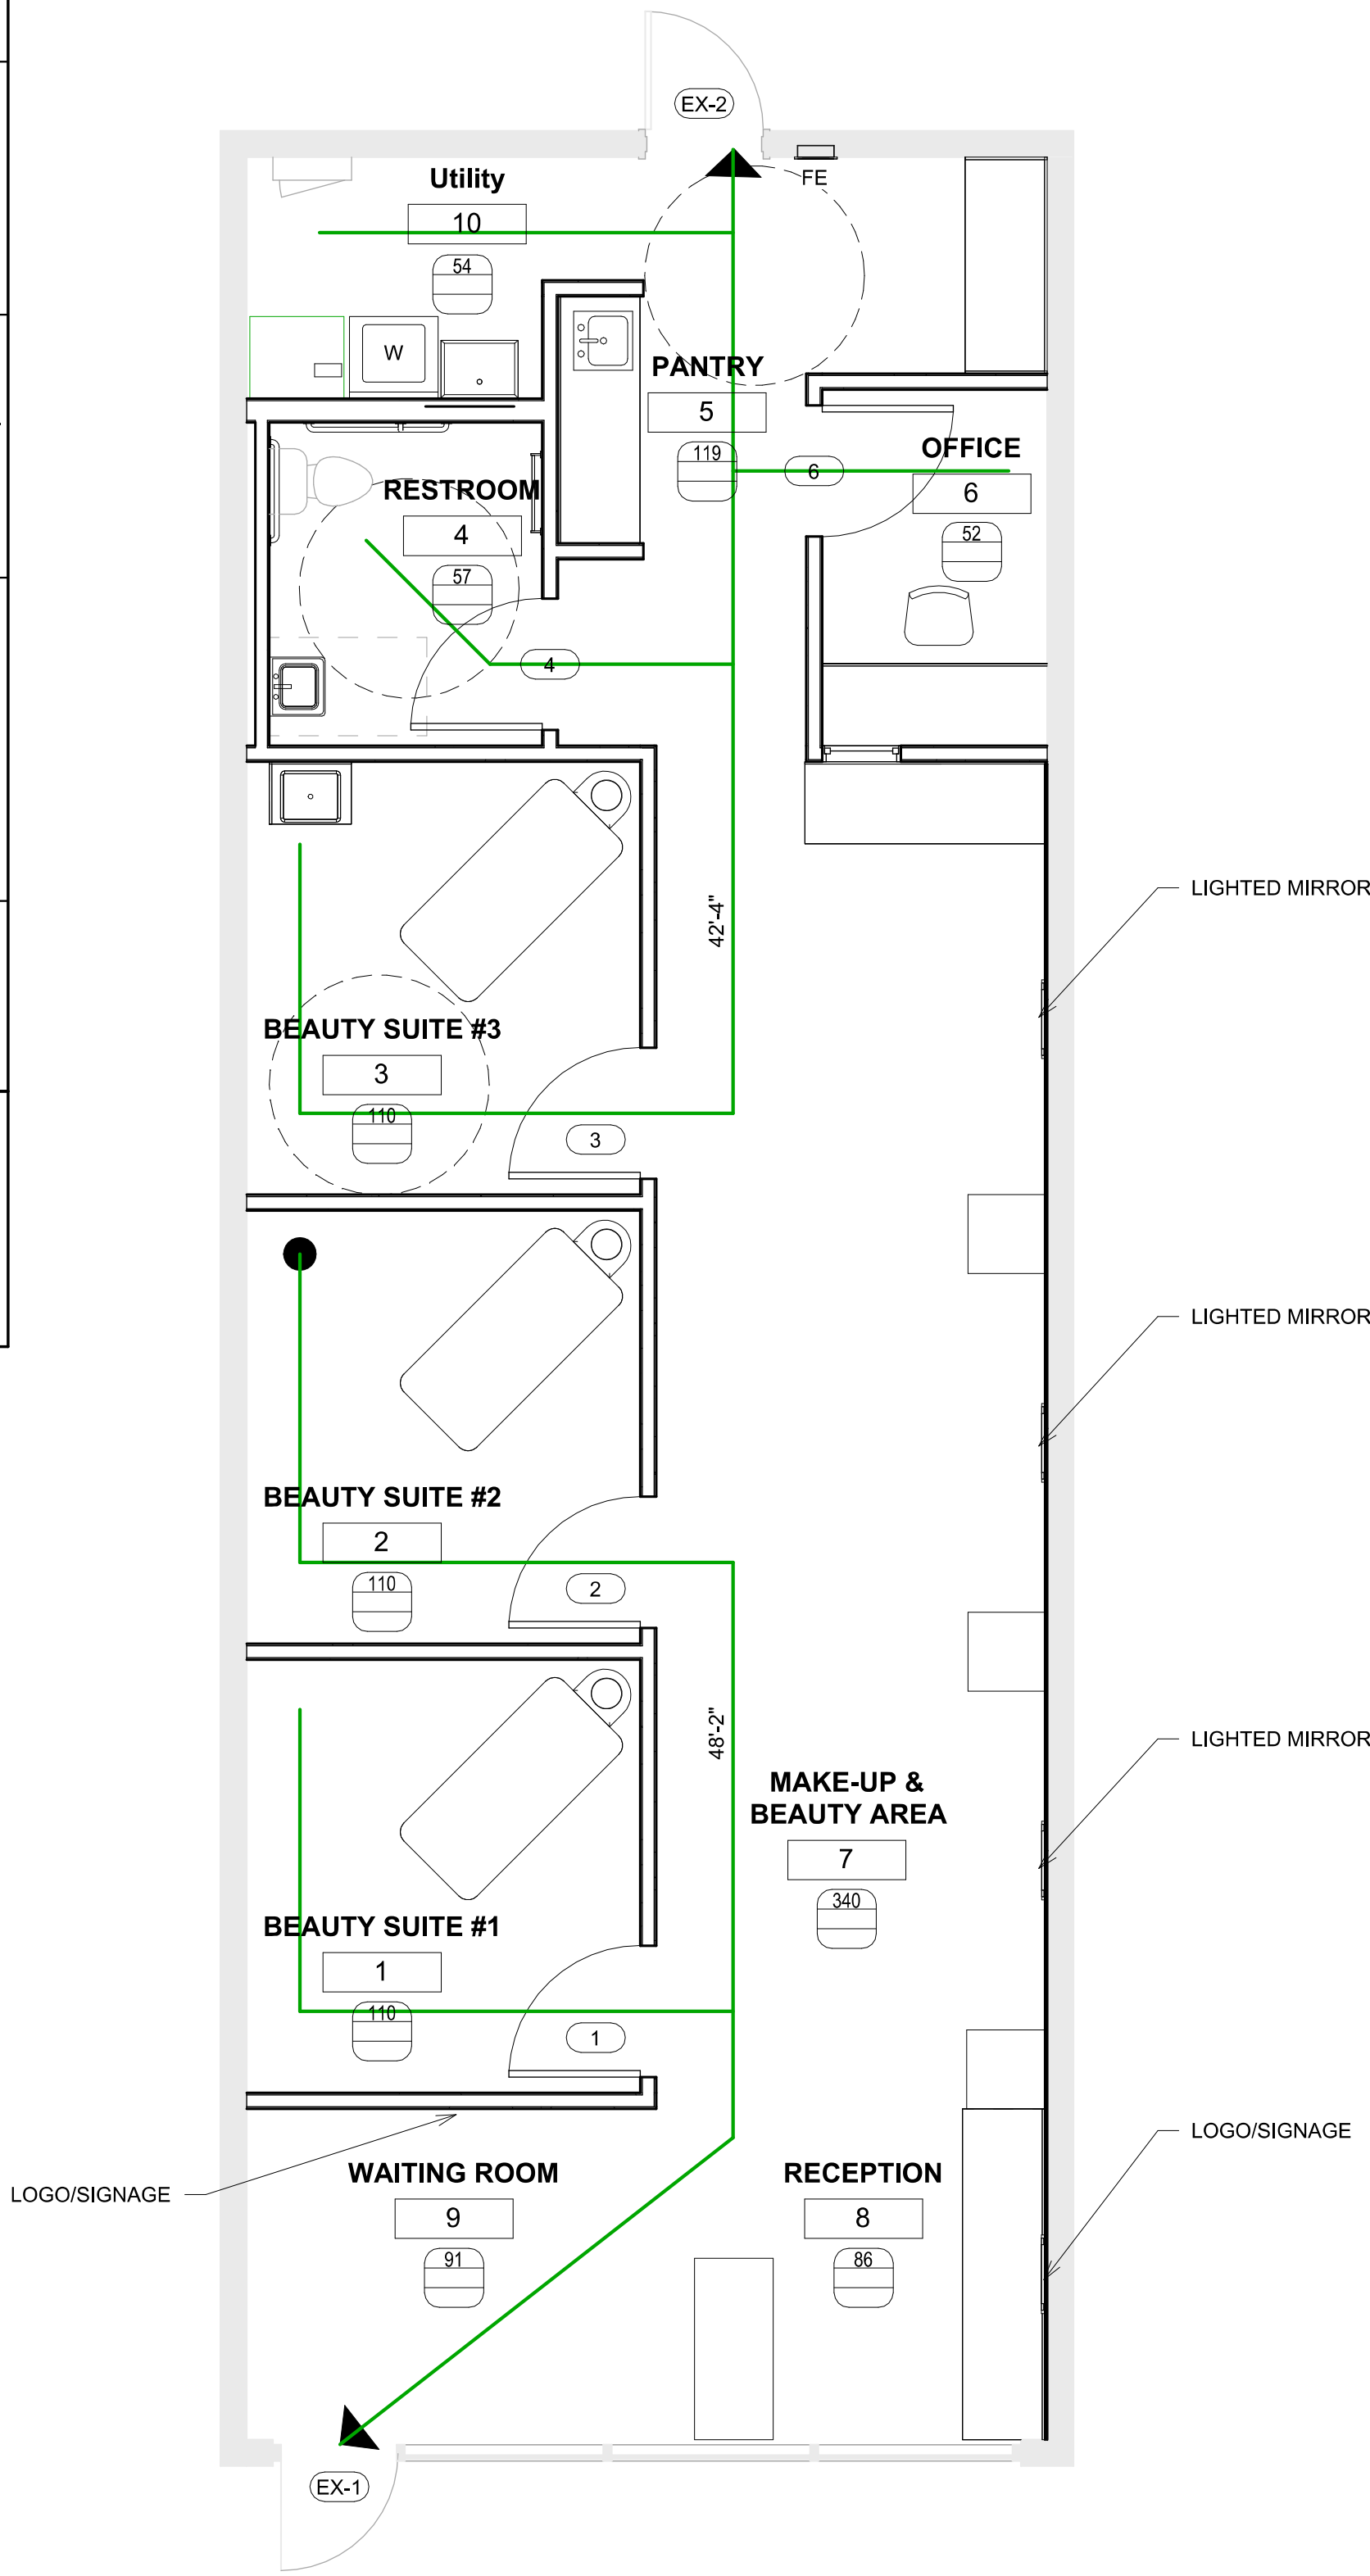 EX-2
FE
Utility
10
54
W
PANTRY
5
119
OFFICE
6
6
52
RESTROOM
4
57
4
42'-4"
LIGHTED MIRROR
BEAUTY SUITE #3
3
110
3
LIGHTED MIRROR
BEAUTY SUITE #2
2
110
2
48'-2"
LIGHTED MIRROR
MAKE-UP &
BEAUTY AREA
7
340
BEAUTY SUITE #1
1
110
1
LOGO/SIGNAGE
LOGO/SIGNAGE
WAITING ROOM
9
91
RECEPTION
8
86
EX-1